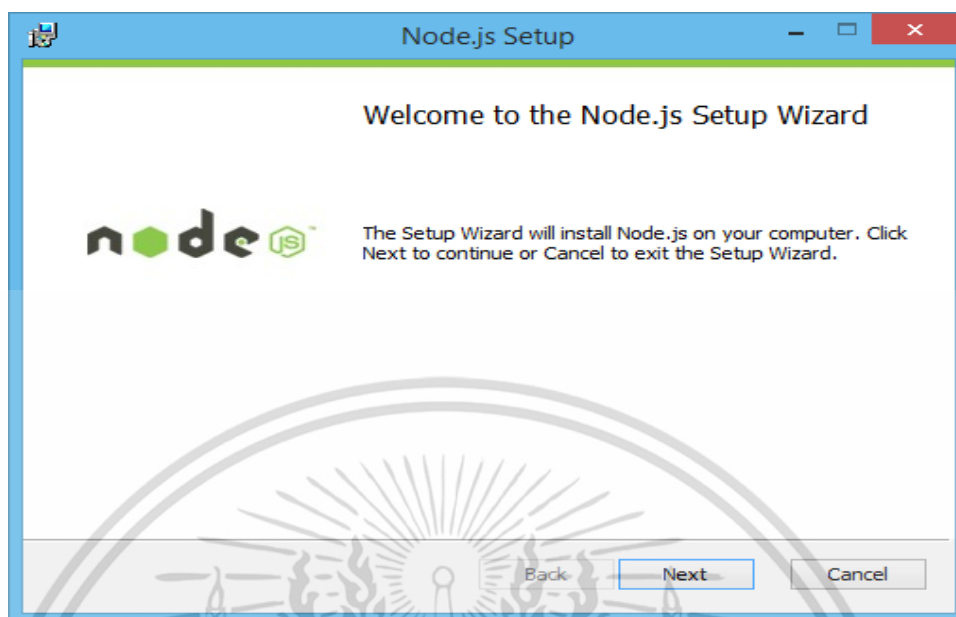 Node.js Setup
Welcome to the Node.js Setup Wizard
node JS™
The Setup Wizard will install Node.js on your computer. Click
Next to continue or Cancel to exit the Setup Wizard.
Back Next Cancel